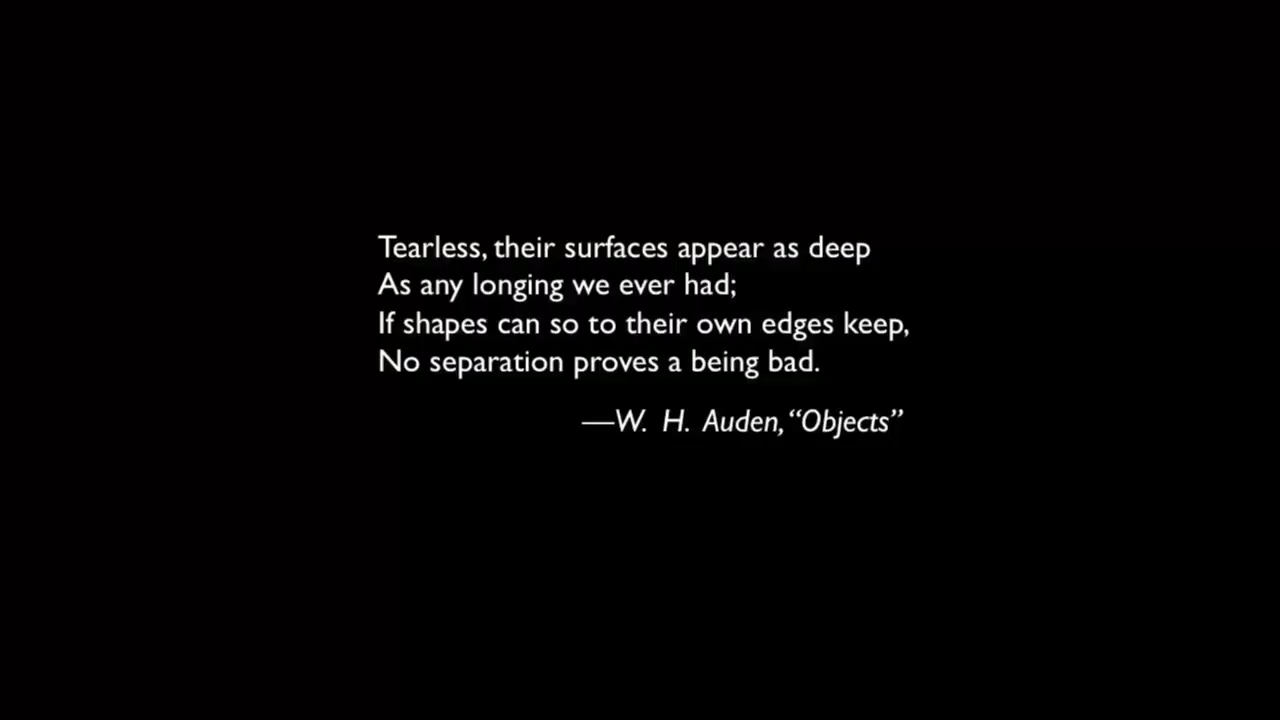 Tearless, their surfaces appear as deep
As any longing we ever had;
If shapes can so to their own edges keep,
No separation proves a being bad.
—W. H. Auden, “Objects”